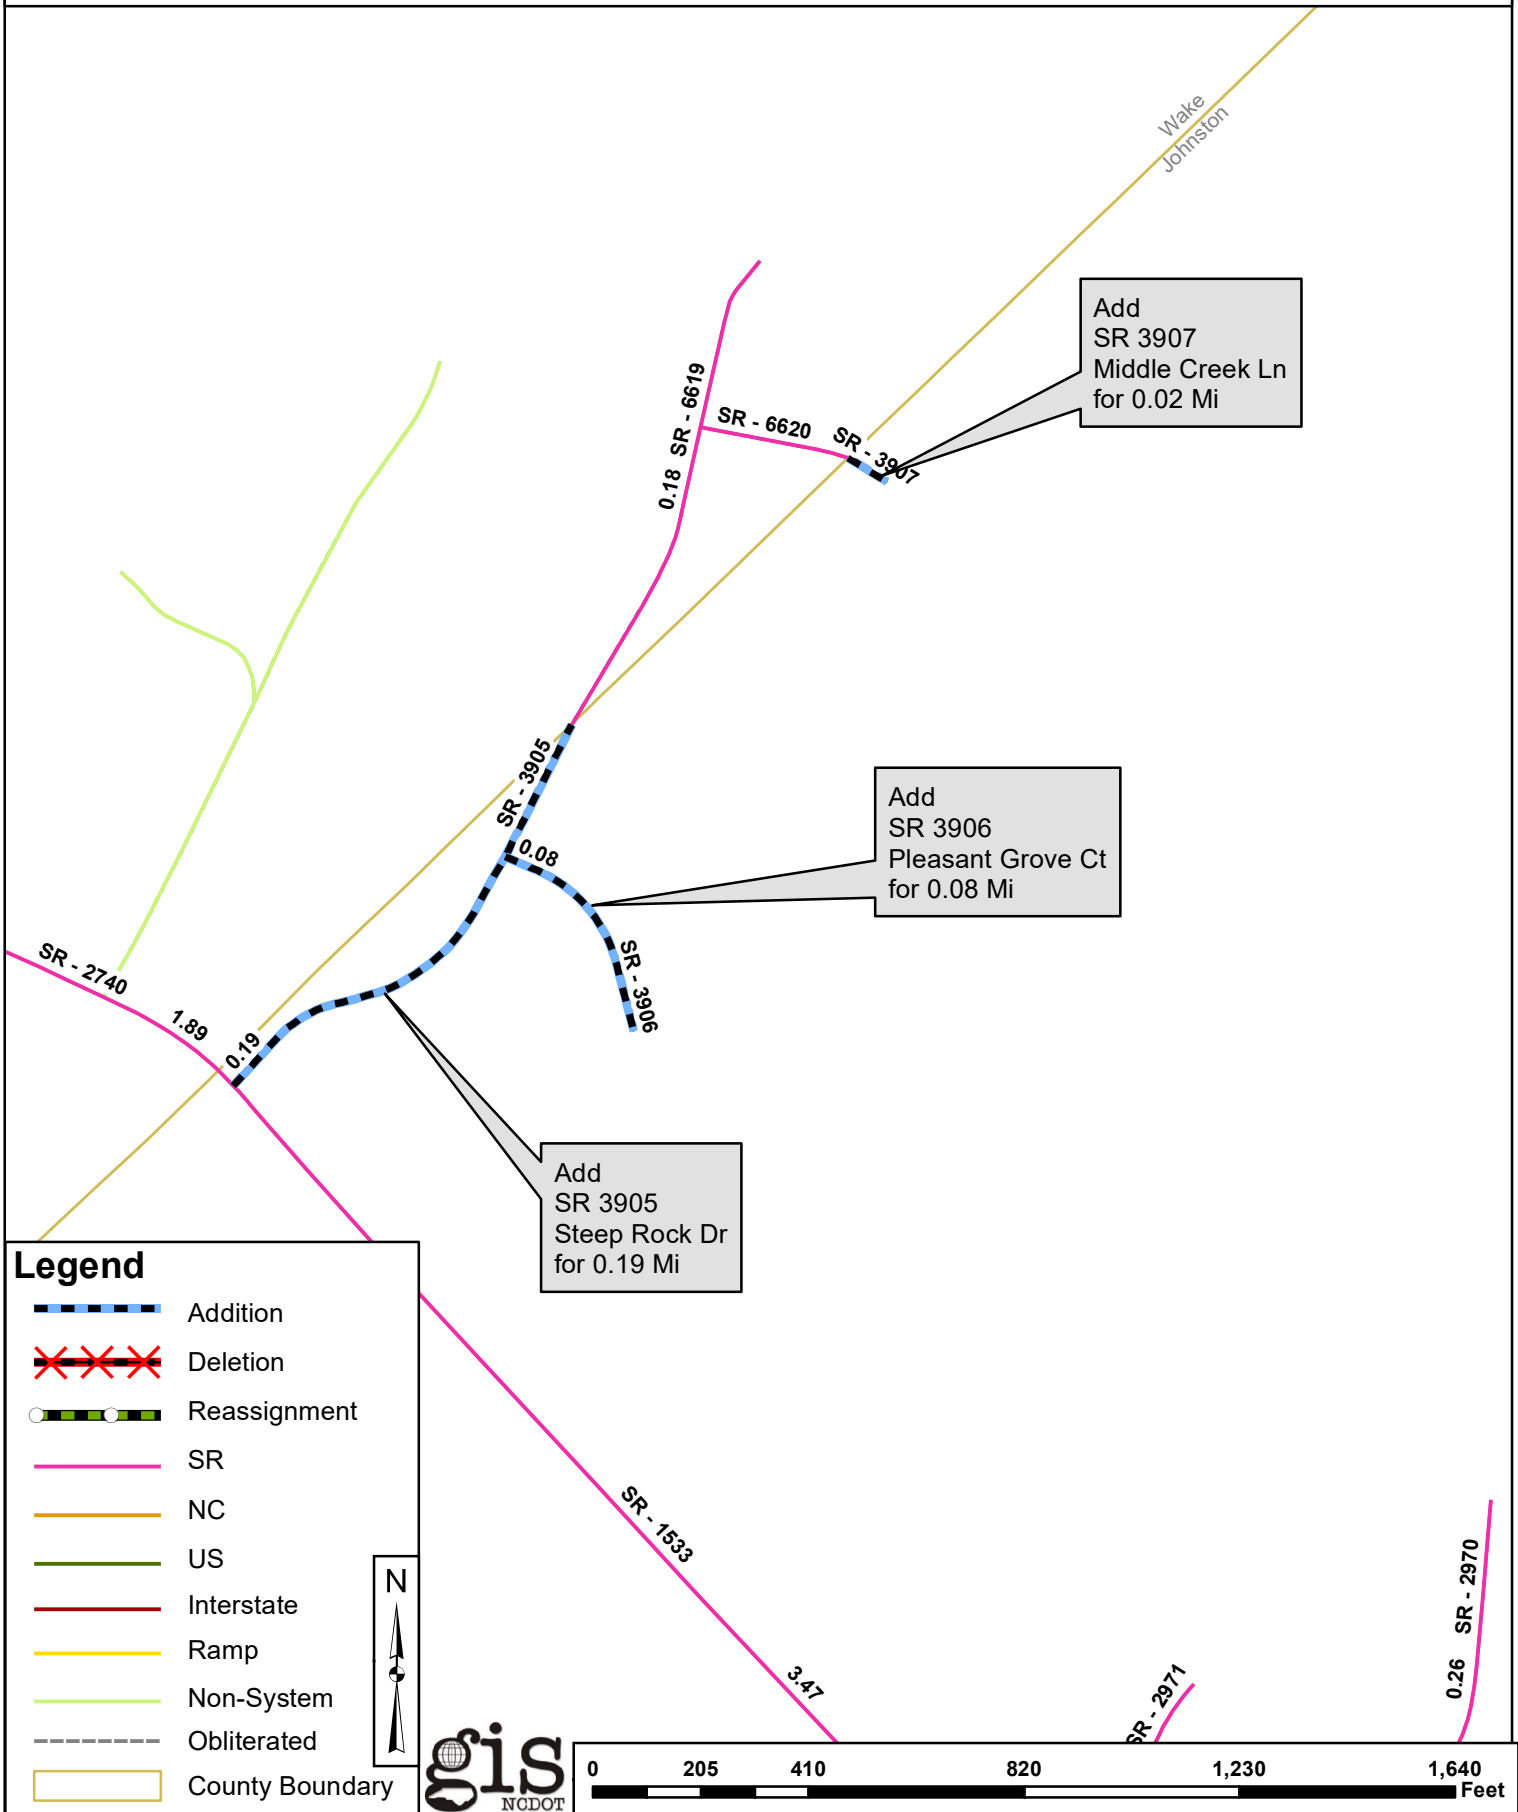 Wake
Johnston
Add
SR 3907
Middle Creek Ln
for 0.02 Mi
0.18 SR - 6619
SR - 6620
SR - 3907
SR - 3905
0.08
Add
SR 3906
Pleasant Grove Ct
for 0.08 Mi
SR - 3906
SR - 2740
1.89
0.19
Add
SR 3905
Steep Rock Dr
for 0.19 Mi
SR - 1533
3.47
SR - 2971
0.26 SR - 2970
Legend
Addition
Deletion
Reassignment
SR
NC
US
Interstate
Ramp
Non-System
Obliterated
County Boundary
N
gis
NCDOT
0 205 410 820 1,230 1,640
Feet